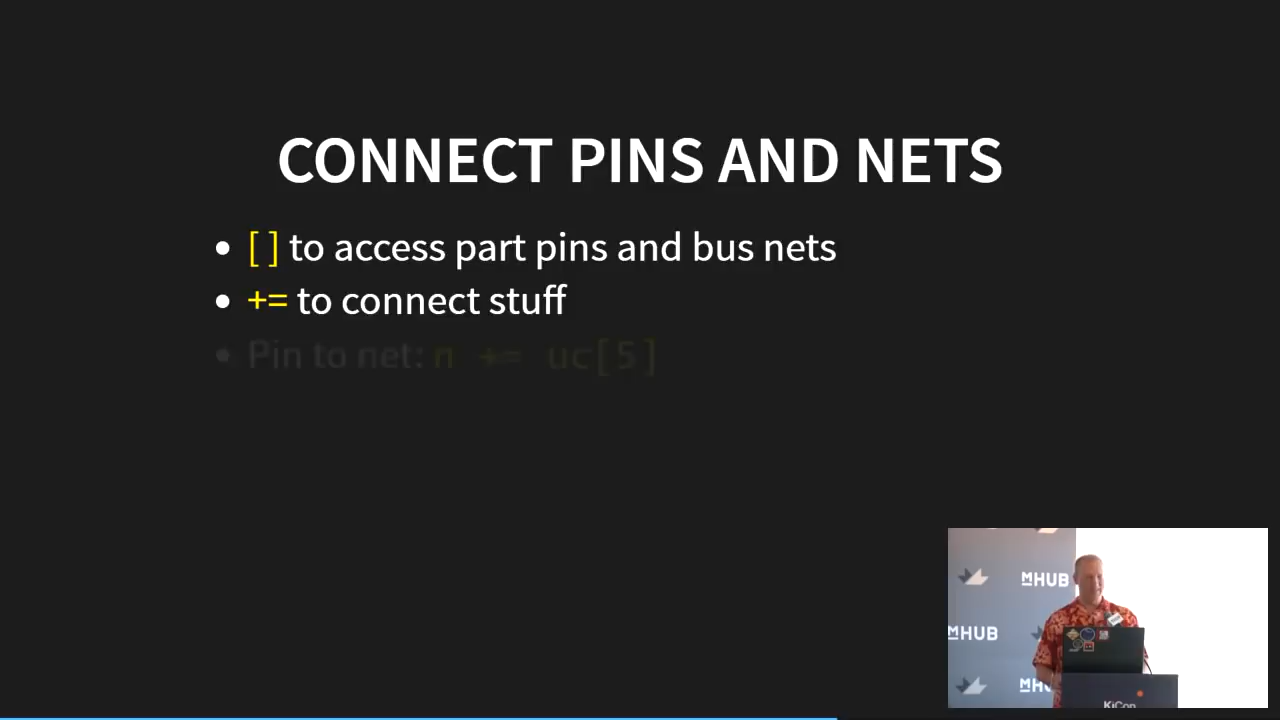 CONNECT PINS AND NETS
[ ] to access part pins and bus nets
+= to connect stuff
Pin to net: n += uc[5]
MHUB
MHUB
MHU
KiCon